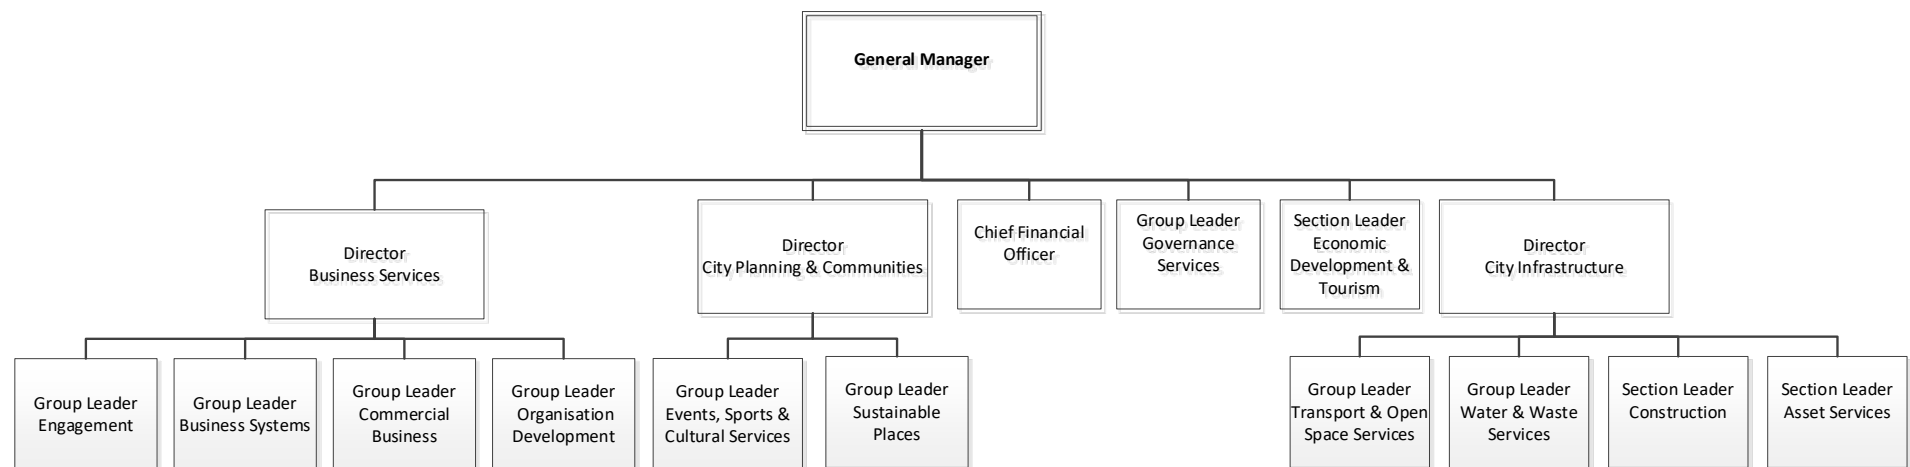 General Manager
Director
Business Services
Director
City Planning & Communities
Chief Financial
Officer
Group Leader
Governance
Services
Section Leader
Economic
Development &
Tourism
Director
City Infrastructure
Group Leader
Engagement
Group Leader
Business Systems
Group Leader
Commercial
Business
Group Leader
Organisation
Development
Group Leader
Events, Sports &
Cultural Services
Group Leader
Sustainable
Places
Group Leader
Transport & Open
Space Services
Group Leader
Water & Waste
Services
Section Leader
Construction
Section Leader
Asset Services